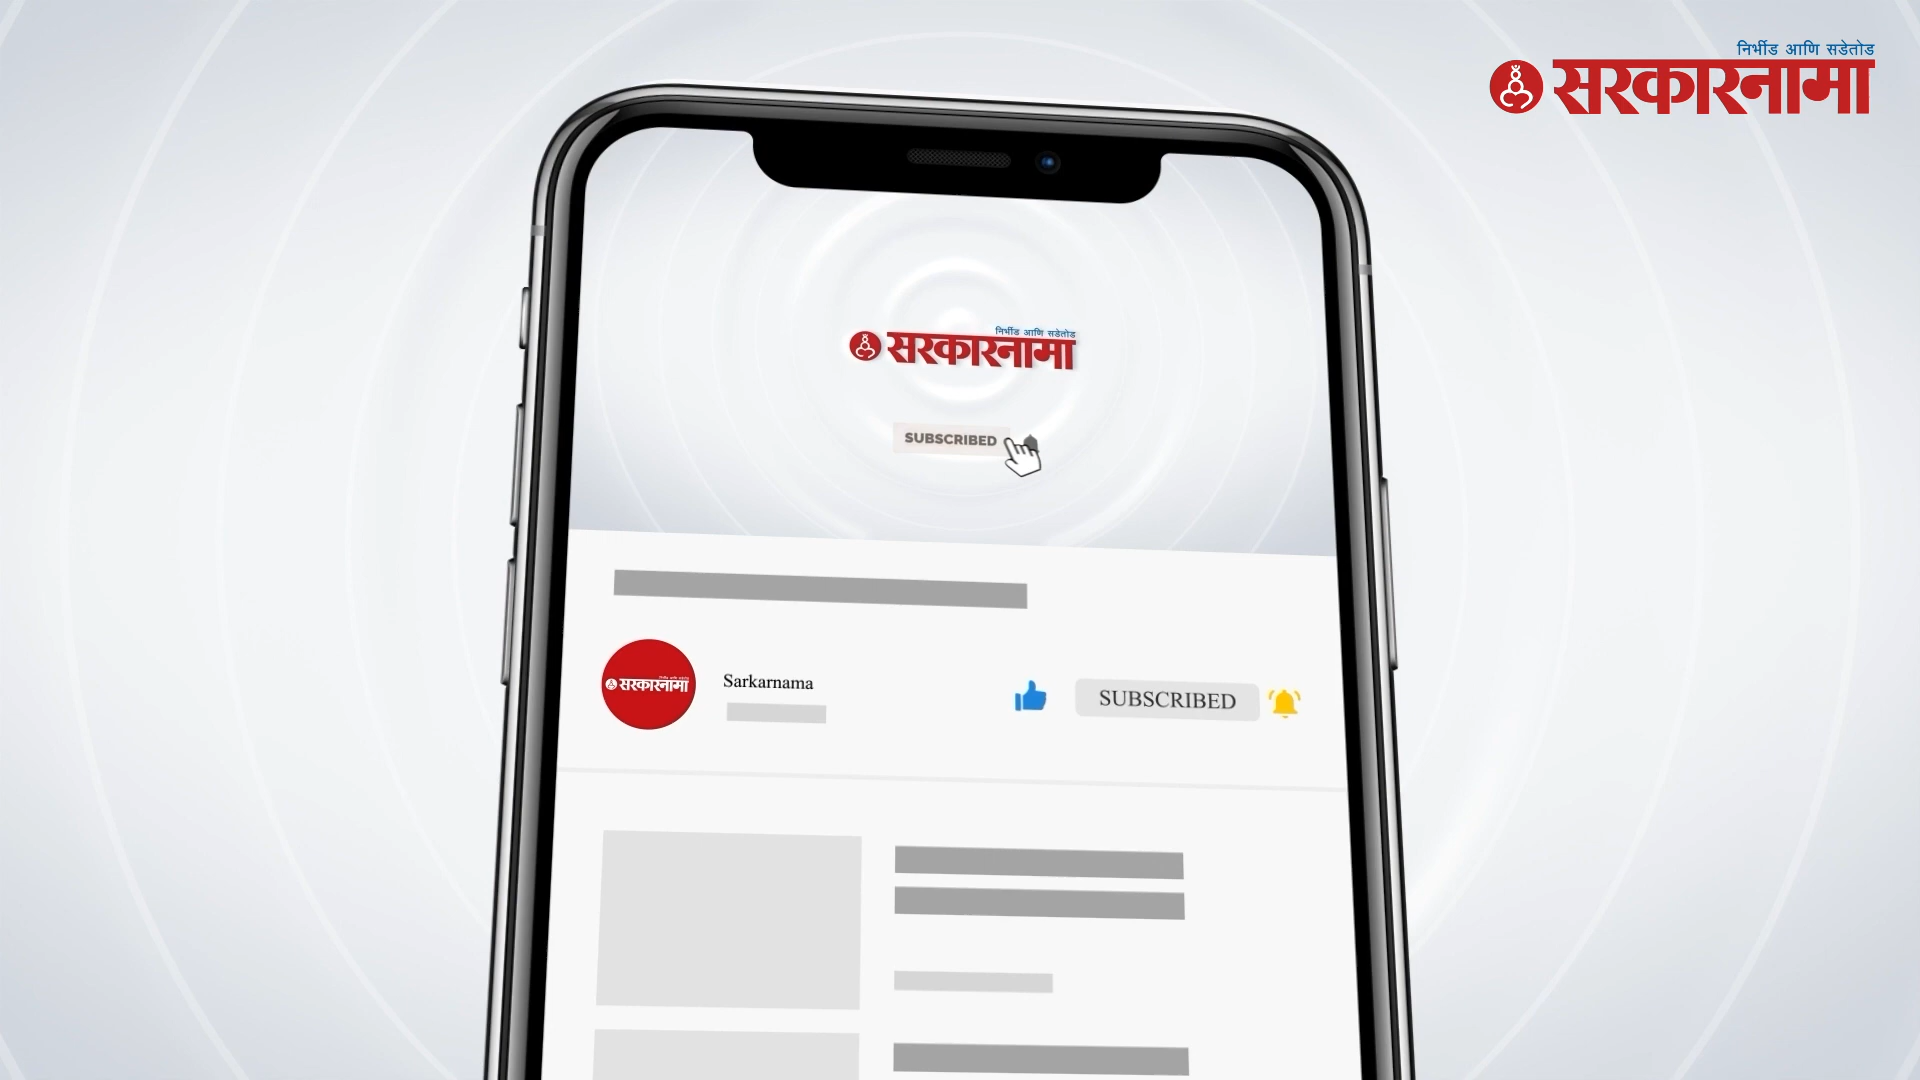 निर्भीड आणि सडेतोड
सरकारनामा
निर्भीड आणि सडेतोड
सरकारनामा
SUBSCRIBED
सरकारनामा
Sarkarnama
SUBSCRIBED